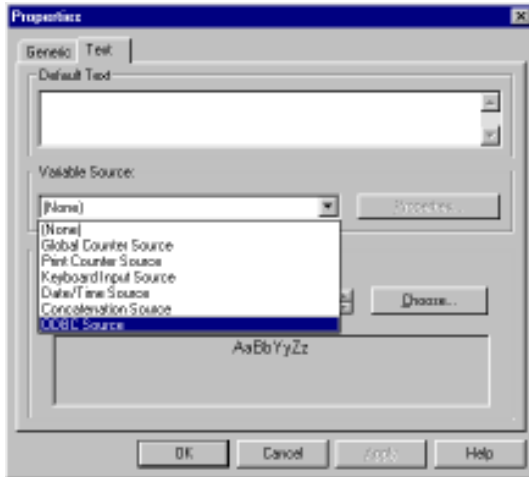 Properties
Generic Text
Default Text
Variable Source:
(None) Properties...
(None)
Global Counter Source
Print Counter Source
Keyboard Input Source
Date/Time Source
Concatenation Source
ODBC Source
Choose...
AaBbYyZz
OK Cancel Apply Help